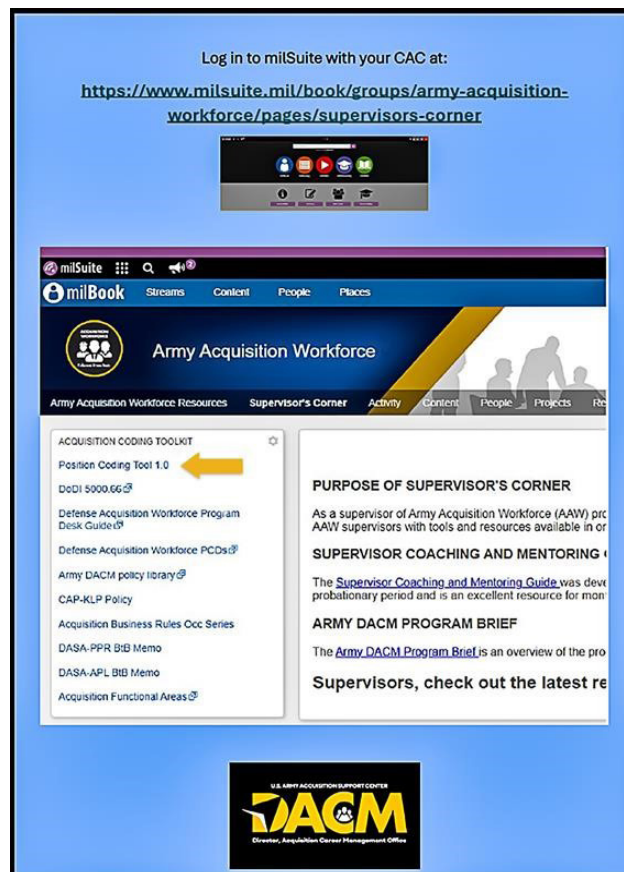 Log in to milSuite with your CAC at:
https://www.milsuite.mil/book/groups/army-acquisition-
workforce/pages/supervisors-corner
milSuite
2
milBook Streams Content People Places
Army Acquisition Workforce
Army Acquisition Workforce Resources Supervisor's Corner Activity Content People Projects Re
ACQUISITION CODING TOOLKIT
Position Coding Tool 1.0
DoDI 5000.66
Defense Acquisition Workforce Program
Desk Guide
Defense Acquisition Workforce PCDs
Army DACM policy library
CAP-KLP Policy
Acquisition Business Rules Occ Series
DASA-PPR BtB Memo
DASA-APL BtB Memo
Acquisition Functional Areas
PURPOSE OF SUPERVISOR'S CORNER
As a supervisor of Army Acquisition Workforce (AAW) pro
AAW supervisors with tools and resources available in or
SUPERVISOR COACHING AND MENTORING
The Supervisor Coaching and Mentoring Guide was deve
probationary period and is an excellent resource for mon
ARMY DACM PROGRAM BRIEF
The Army DACM Program Brief is an overview of the pro
Supervisors, check out the latest re
U.S. ARMY ACQUISITION SUPPORT CENTER
DACM
Director, Acquisition Career Management Office